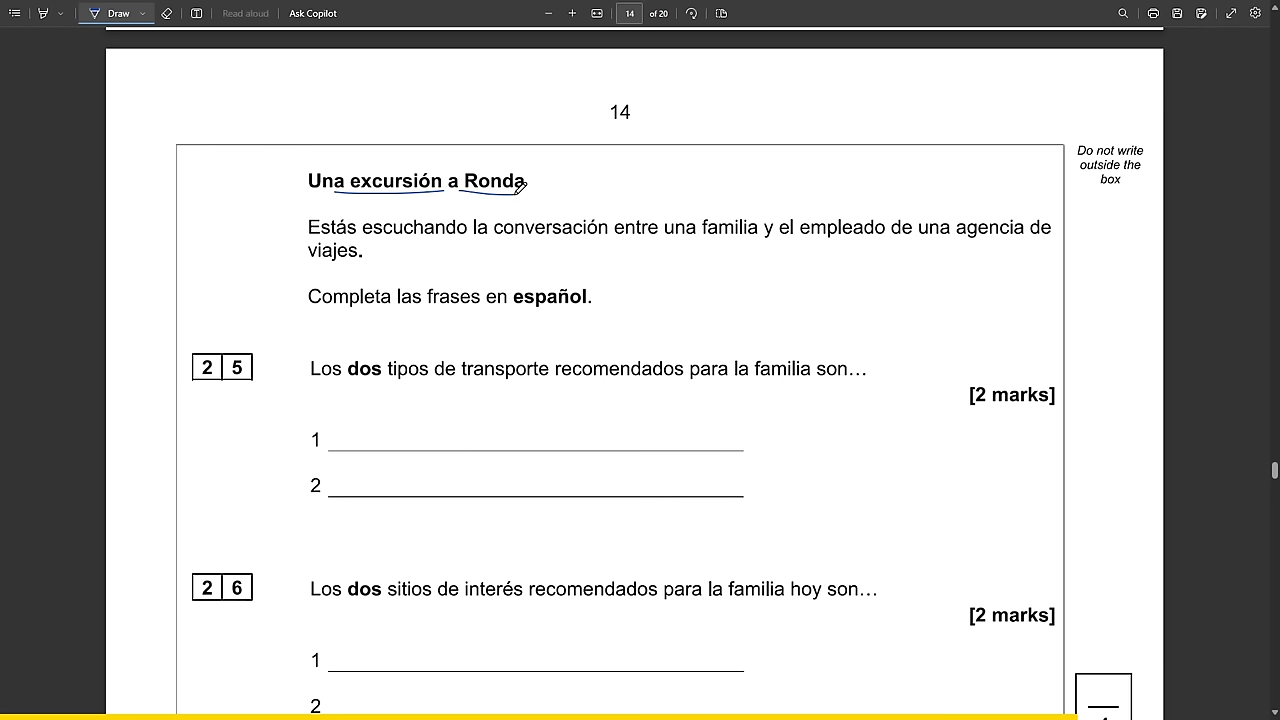 Draw
Read aloud
Ask Copilot
14
of 20
14
Do not write
outside the
box
Una excursión a Ronda
Estás escuchando la conversación entre una familia y el empleado de una agencia de
viajes.
Completa las frases en español.
2 5
Los dos tipos de transporte recomendados para la familia son…
[2 marks]
1
2
2 6
Los dos sitios de interés recomendados para la familia hoy son…
[2 marks]
1
2